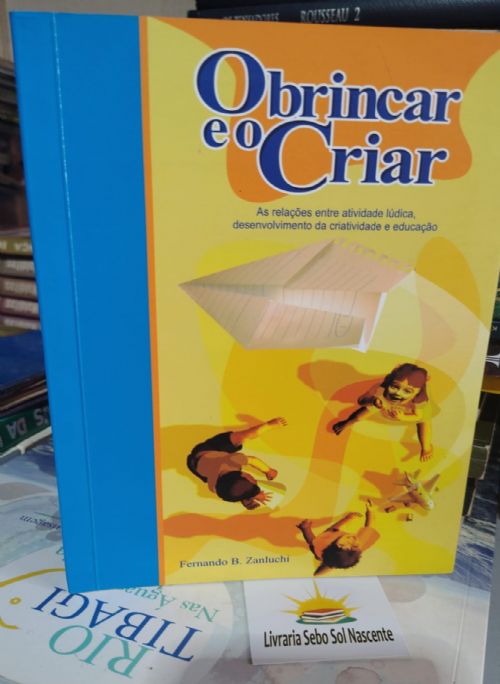 ROUSSEAU 2
O brincar
e o Criar
As relações entre atividade lúdica,
desenvolvimento da criatividade e educação
Fernando B. Zanluchi
Livraria Sebo Sol Nascente
RIO
TIBAGI
Nas Água